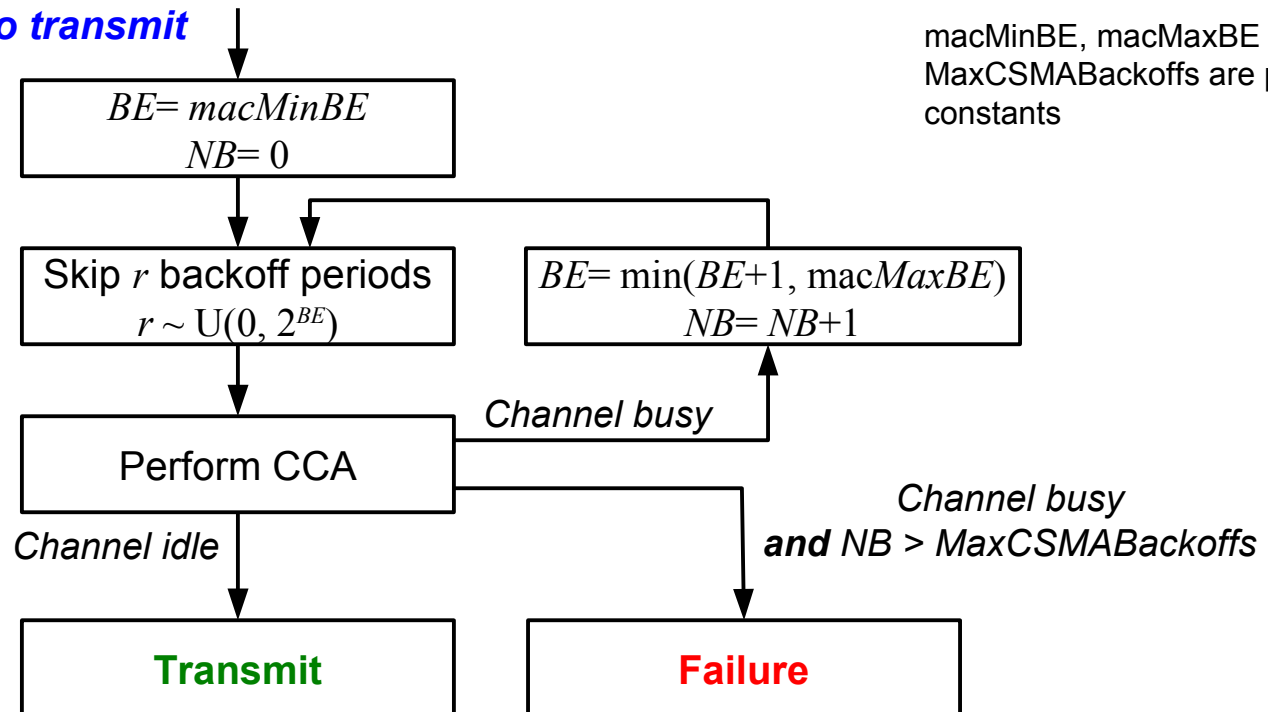 o transmit
macMinBE, macMaxBE
MaxCSMABackoffs are
constants
BE= macMinBE
NB= 0
Skip r backoff periods
r ~ U(0, 2^BE)
BE= min(BE+1, macMaxBE)
NB= NB+1
Channel busy
Perform CCA
Channel busy
and NB > MaxCSMABackoffs
Channel idle
Transmit
Failure